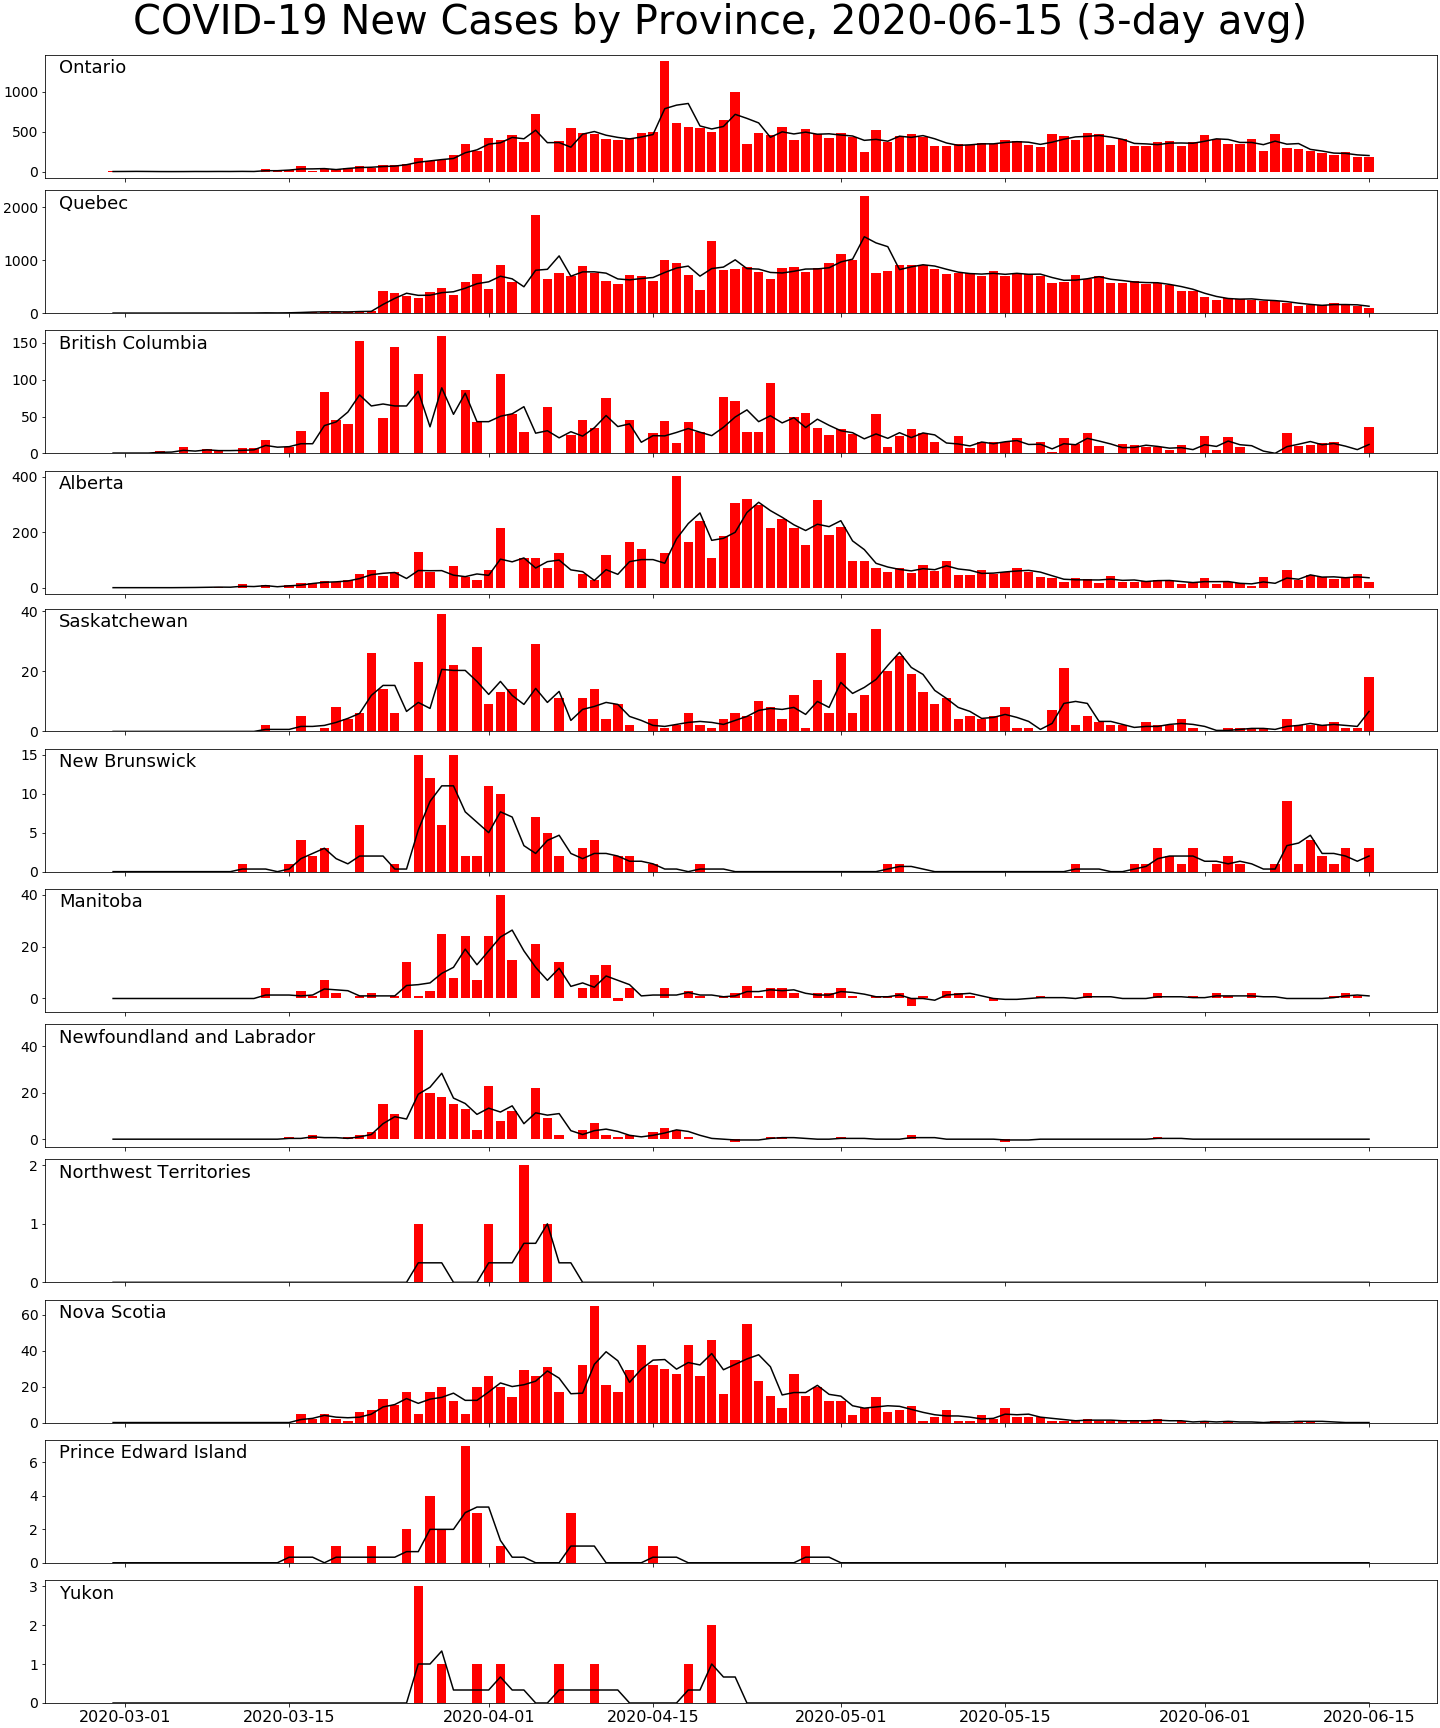 COVID-19 New Cases by Province, 2020-06-15 (3-day avg)
Ontario
1000
500
0
Quebec
2000
1000
0
British Columbia
150
100
50
0
Alberta
400
200
0
Saskatchewan
40
20
0
New Brunswick
15
10
5
0
Manitoba
40
20
0
Newfoundland and Labrador
40
20
0
Northwest Territories
2
1
0
Nova Scotia
60
40
20
0
Prince Edward Island
6
4
2
0
Yukon
3
2
1
0
2020-03-01 2020-03-15 2020-04-01 2020-04-15 2020-05-01 2020-05-15 2020-06-01 2020-06-15